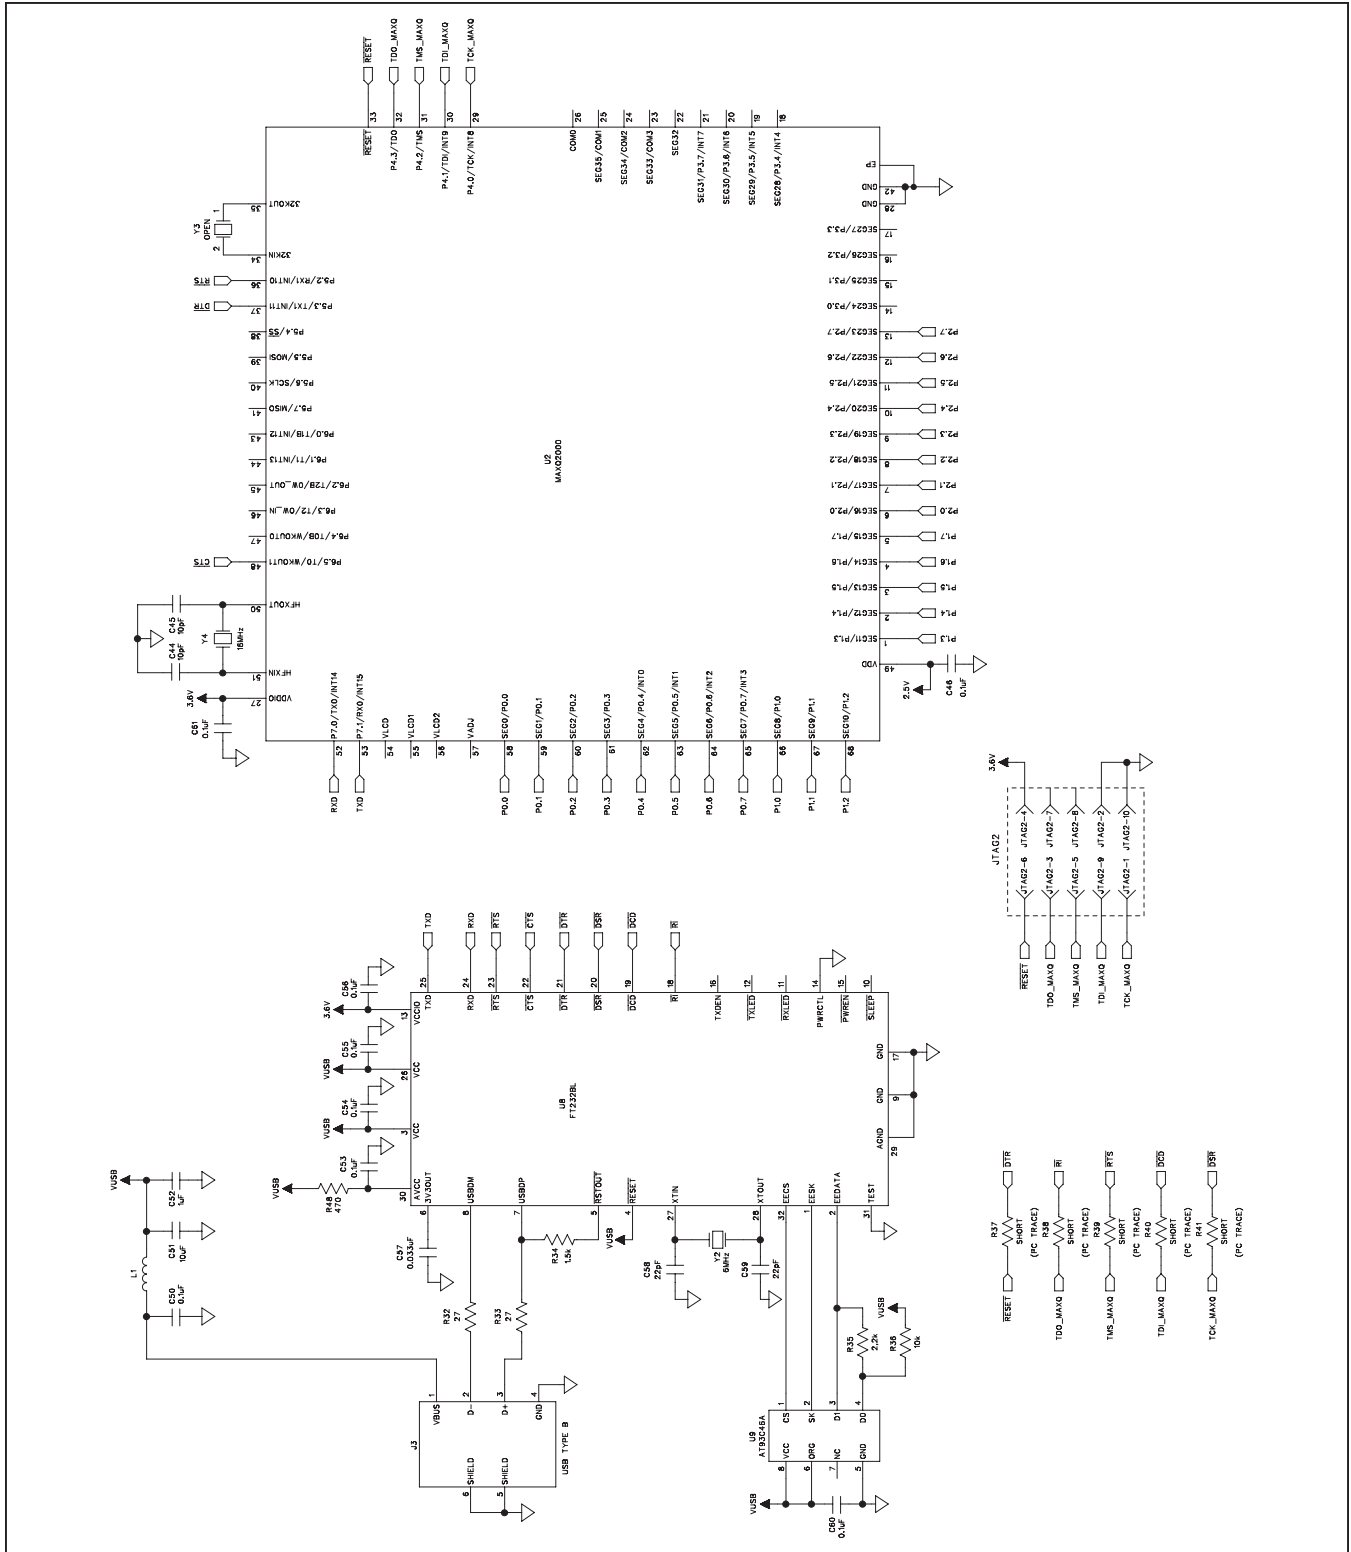 RESET
TDO_MAXQ
TMS_MAXQ
TDI_MAXQ
TCK_MAXQ
33
32
31
30
29
RESET
P4.3/TDO
P4.2/TMS
P4.1/TDI/INT9
P4.0/TCK/INT8
26
25
24
23
22
21
20
19
18
COM0
SEG35/COM1
SEG34/COM2
SEG33/COM3
SEG32
SEG31/P3.7/INT7
SEG30/P3.6/INT6
SEG29/P3.5/INT5
SEG28/P3.4/INT4
Y3
OPEN
1
2
35 32KOUT
34 32KIN
RTS 36 P5.2/RX1/INT10
DTR 37 P5.3/TX1/INT11
38 P5.4/SS
39 P5.5/MOSI
40 P5.6/SCLK
41 P5.7/MISO
43 P6.0/T1B/INT12
44 P6.1/T1/INT13
45 P6.2/T2B/OW_OUT
46 P6.3/T2/OW_IN
47 P6.4/T0B/WKOUT0
CTS 48 P6.5/T0/WKOUT1
50 HFXOUT
51 HFXIN
27 VDDIO
C45
10pF
C44
10pF
Y4
16MHz
3.6V
C61
0.1uF
U2
MAXQ2000
EP
GND 42
GND 28
SEG27/P3.3 17
SEG26/P3.2 16
SEG25/P3.1 15
SEG24/P3.0 14
SEG23/P2.7 13 P2.7
SEG22/P2.6 12 P2.6
SEG21/P2.5 11 P2.5
SEG20/P2.4 10 P2.4
SEG19/P2.3 9 P2.3
SEG18/P2.2 8 P2.2
SEG17/P2.1 7 P2.1
SEG16/P2.0 6 P2.0
SEG15/P1.7 5 P1.7
SEG14/P1.6 4 P1.6
SEG13/P1.5 3 P1.5
SEG12/P1.4 2 P1.4
SEG11/P1.3 1 P1.3
VDD 49
2.5V
C46
0.1uF
P7.0/TX0/INT14 52 RXD
P7.1/RX0/INT15 53 TXD
VLCD 54
VLCD1 55
VLCD2 56
VADJ 57
SEG0/P0.0 58 P0.0
SEG1/P0.1 59 P0.1
SEG2/P0.2 60 P0.2
SEG3/P0.3 61 P0.3
SEG4/P0.4/INT0 62 P0.4
SEG5/P0.5/INT1 63 P0.5
SEG6/P0.6/INT2 64 P0.6
SEG7/P0.7/INT3 65 P0.7
SEG8/P1.0 66 P1.0
SEG9/P1.1 67 P1.1
SEG10/P1.2 68 P1.2
3.6V
JTAG2
JTAG2-6 JTAG2-4
JTAG2-3 JTAG2-7
JTAG2-5 JTAG2-8
JTAG2-9 JTAG2-2
JTAG2-1 JTAG2-10
RESET
TDO_MAXQ
TMS_MAXQ
TDI_MAXQ
TCK_MAXQ
TXD 25 TXD
RXD 24 RXD
RTS 23 RTS
CTS 22 CTS
DTR 21 DTR
DSR 20 DSR
DCD 19 DCD
RI 18 RI
16 TXDEN
12 TXLED
11 RXLED
14 PWRCTL
15 PWREN
10 SLEEP
C56
0.1uF
3.6V
13 VCCIO
C55
0.1uF
VUSB
26 VCC
C54
0.1uF
VUSB
3 VCC
C53
0.1uF
VUSB
R48
470
30 AVCC
U8
FT232BL
GND 17
GND 9
AGND 29
3V3OUT 6
USBDM 8
USBDP 7
RSTOUT 5
RESET 4
XTIN 27
XTOUT 28
EECS 32
EESK 1
EEDATA 2
TEST 31
VUSB
C52
1uF
C51
10uF
L1
C50
0.1uF
C57
0.033uF
R34
1.5k
VUSB
R32
27
R33
27
C58
22pF
Y2
6MHz
C59
22pF
VUSB
R35
2.2k
R36
10k
J3
USB TYPE B
1 VBUS
2 D-
3 D+
4 GND
6 SHIELD
5 SHIELD
U9
AT93C46A
1 CS
2 SK
3 D1
4 D0
8 VCC
6 ORG
7 NC
5 GND
VUSB
C60
0.1uF
DTR
R37
SHORT
(PC TRACE)
RESET
RI
R38
SHORT
(PC TRACE)
TDO_MAXQ
RTS
R39
SHORT
(PC TRACE)
TMS_MAXQ
DCD
R40
SHORT
(PC TRACE)
TDI_MAXQ
DSR
R41
SHORT
(PC TRACE)
TCK_MAXQ